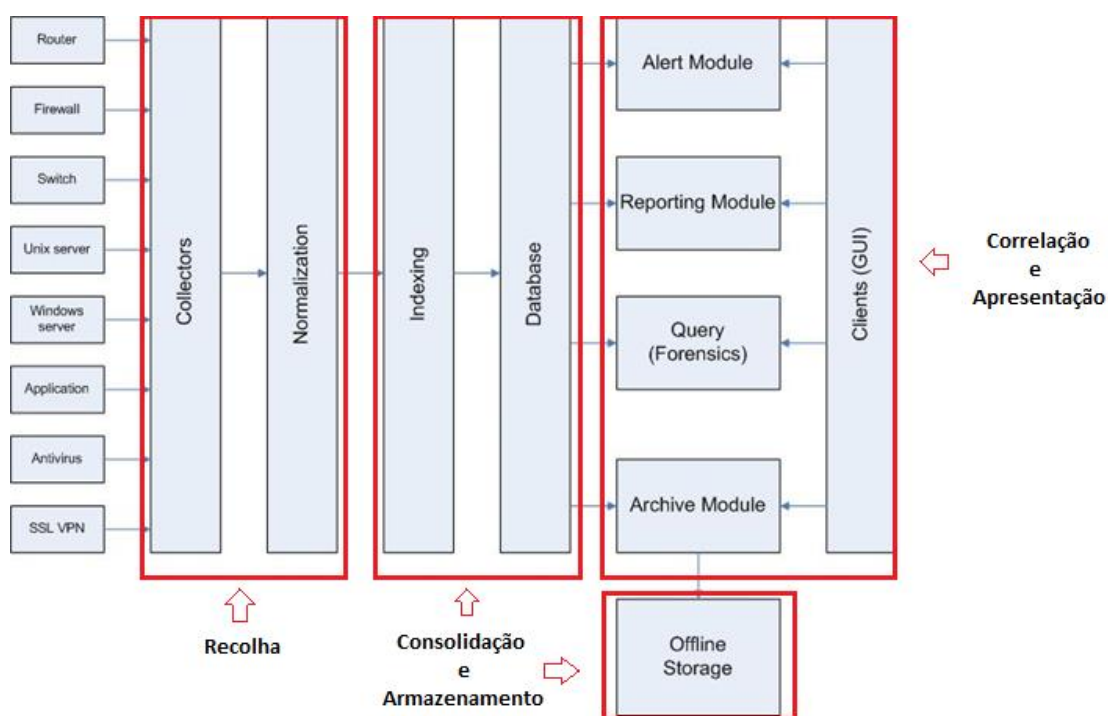 Router
Firewall
Switch
Unix server
Windows
server
Application
Antivirus
SSL VPN
Collectors
Normalization
Indexing
Database
Alert Module
Reporting Module
Query
(Forensics)
Archive Module
Clients (GUI)
Offline
Storage
Recolha
Consolidação
e
Armazenamento
Correlação
e
Apresentação